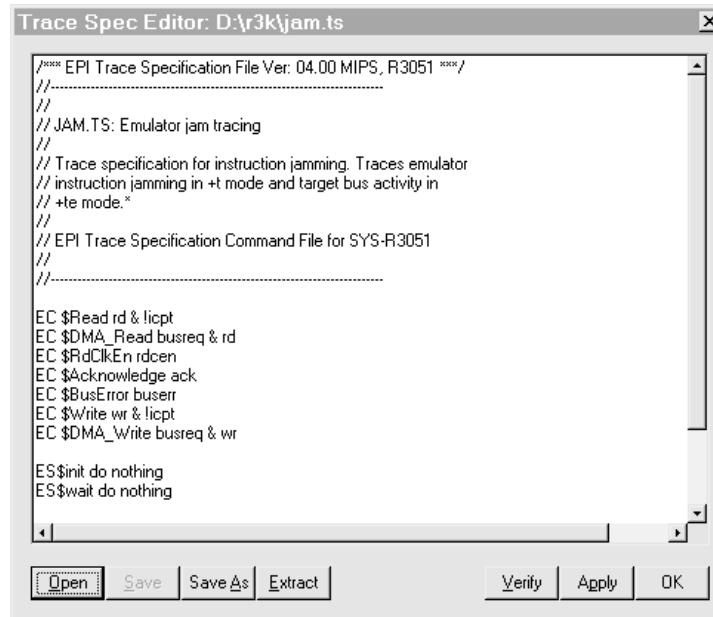 Trace Spec Editor: D:\r3k\jam.ts
/*** EPI Trace Specification File Ver: 04.00 MIPS, R3051 ***/
//---------------------------------------------------------------------------
//
// JAM.TS: Emulator jam tracing
//
// Trace specification for instruction jamming. Traces emulator
// instruction jamming in +t mode and target bus activity in
// +te mode.*
//
// EPI Trace Specification Command File for SYS-R3051
//
//---------------------------------------------------------------------------
EC $Read rd & !icpt
EC $DMA_Read busreq & rd
EC $RdClkEn rdcen
EC $Acknowledge ack
EC $BusError buserr
EC $Write wr & !icpt
EC $DMA_Write busreq & wr
ES$init do nothing
ES$wait do nothing
Open Save Save As Extract Verify Apply OK